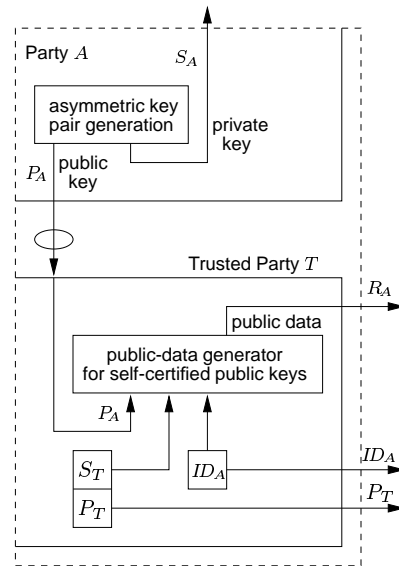 Party A
S_A
asymmetric key
pair generation
private
key
public
key
P_A
Trusted Party T
R_A
public data
public-data generator
for self-certified public keys
P_A
S_T
ID_A
ID_A
P_T
P_T